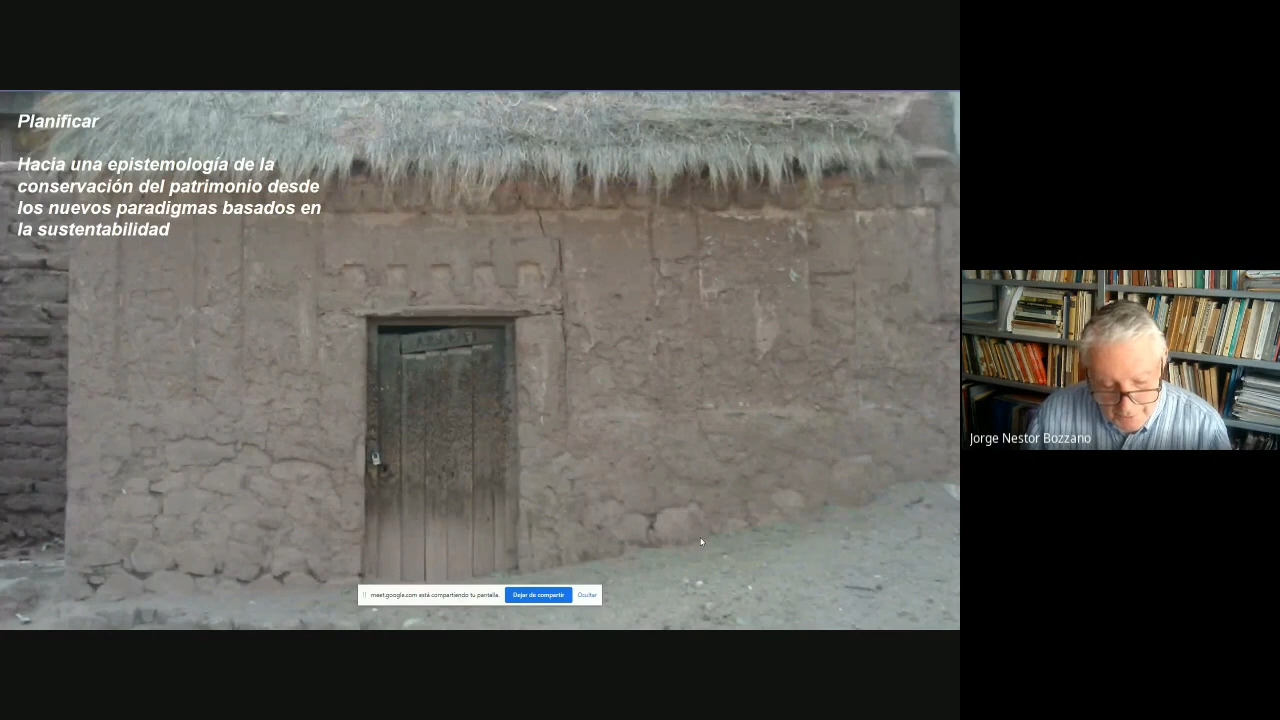 Planificar
Hacia una epistemología de la
conservación del patrimonio desde
los nuevos paradigmas basados en
la sustentabilidad
Jorge Nestor Bozzano
meet.google.com está compartiendo tu pantalla.
Dejar de compartir
Ocultar